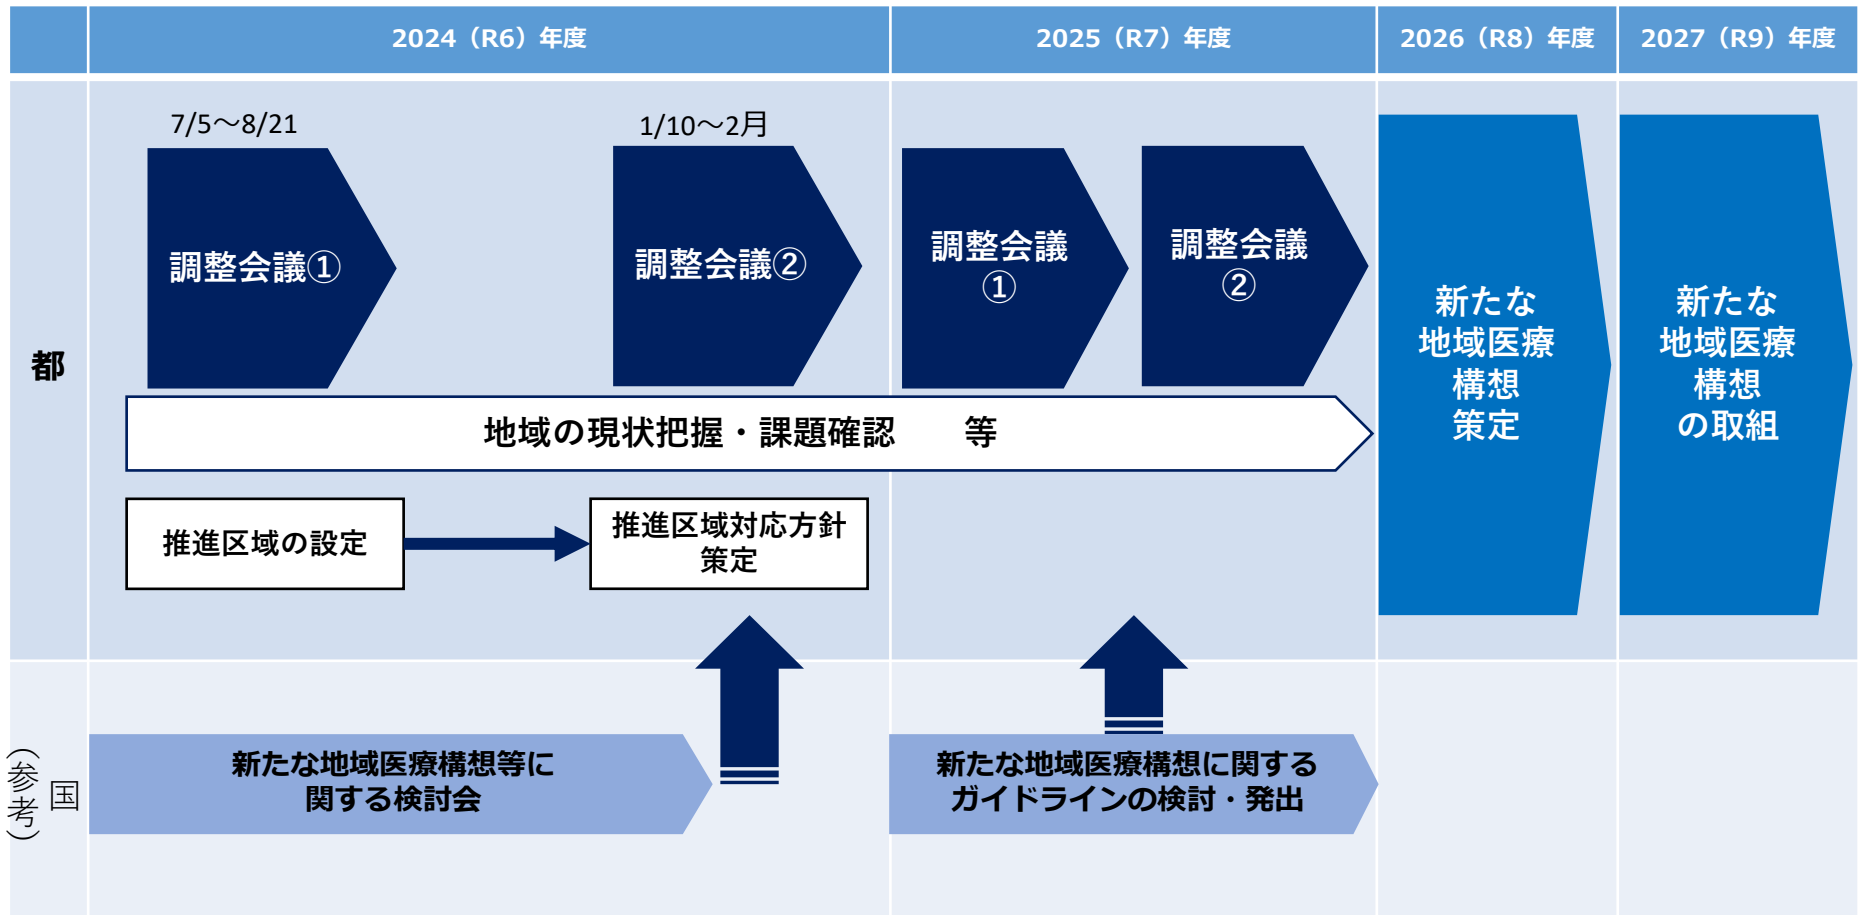 2024（R6）年度
2025（R7）年度
2026（R8）年度
2027（R9）年度
都
7/5～8/21
調整会議①
1/10～2月
調整会議②
調整会議
①
調整会議
②
新たな
地域医療
構想
策定
新たな
地域医療
構想
の取組
地域の現状把握・課題確認　　等
推進区域の設定
推進区域対応方針
策定
国
（参考）
新たな地域医療構想等に
関する検討会
新たな地域医療構想に関する
ガイドラインの検討・発出